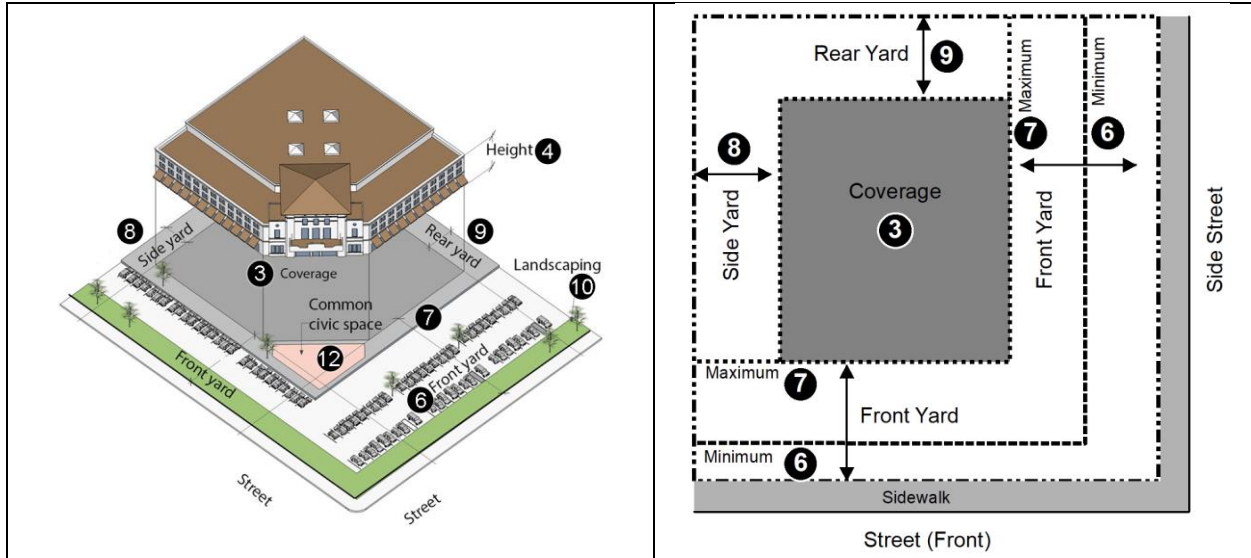 Height 4
8
Side yard
Rear yard
9
3 Coverage
Landscaping
10
Common
civic space
7
12
Front yard
Front yard
6
Street
Street
Rear Yard
9
Maximum
Minimum
7
6
8
Side Yard
Coverage
3
Front Yard
Side Street
Maximum 7
Front Yard
Minimum 6
Sidewalk
Street (Front)